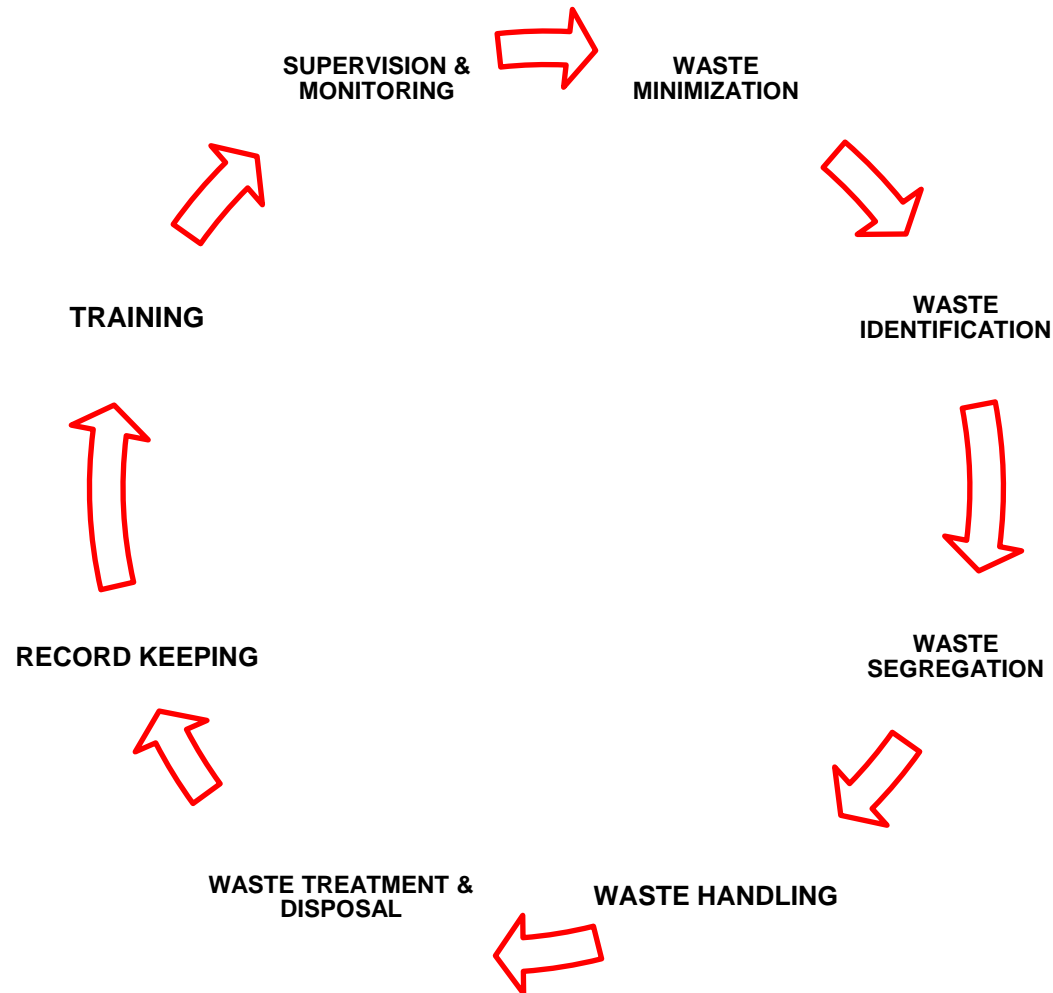 SUPERVISION &
MONITORING
WASTE
MINIMIZATION
WASTE
IDENTIFICATION
WASTE
SEGREGATION
WASTE HANDLING
WASTE TREATMENT &
DISPOSAL
RECORD KEEPING
TRAINING